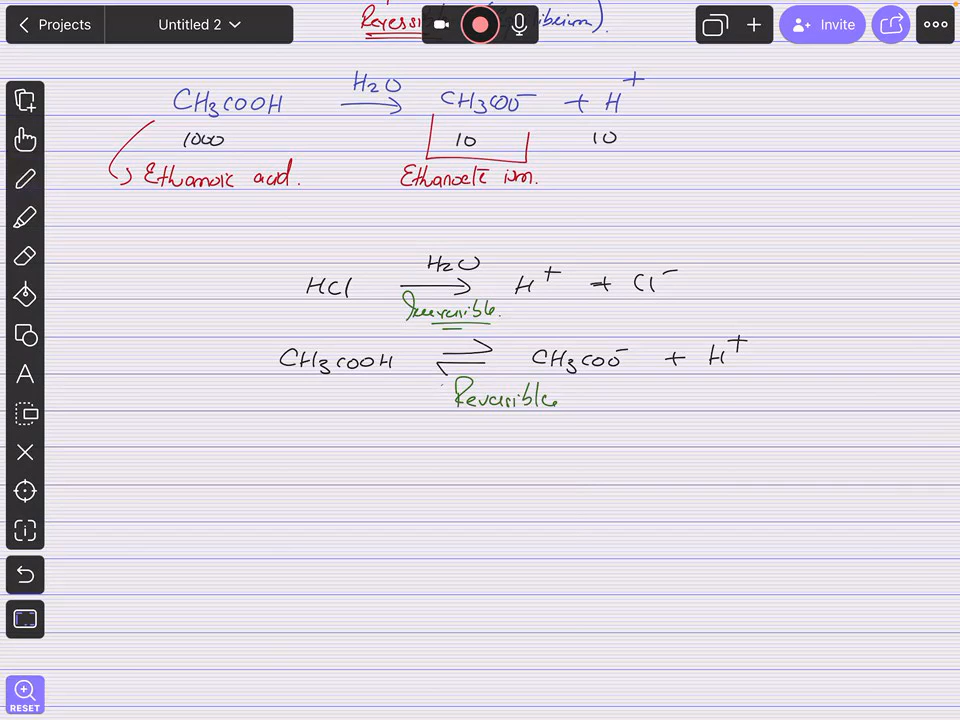 Projects
Untitled 2
Invite
CH3COOH H2O CH3COO- + H+
1000 10 10
Ethanoic acid. Ethanoate ion.
HCl H2O H+ + Cl-
Irreversible.
CH3COOH ⇌ CH3COO- + H+
Reversible
A
RESET